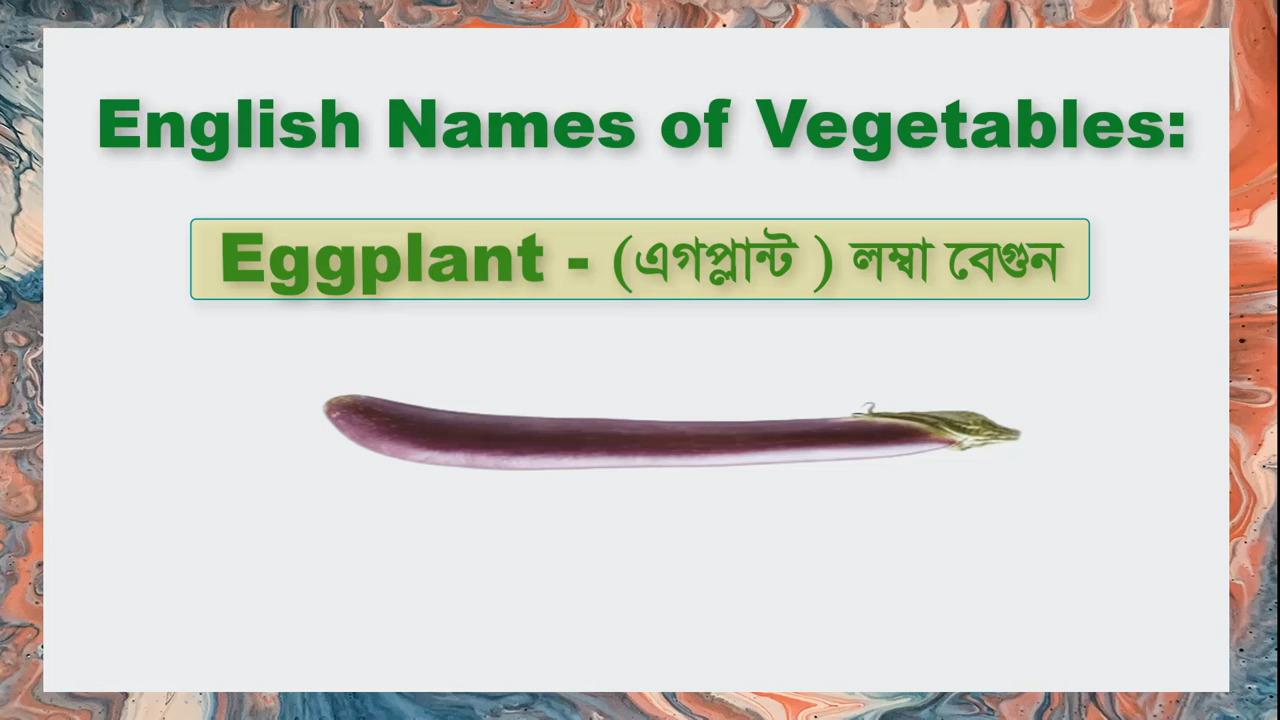 English Names of Vegetables:
Eggplant - (এগপ্লান্ট ) লম্বা বেগুন